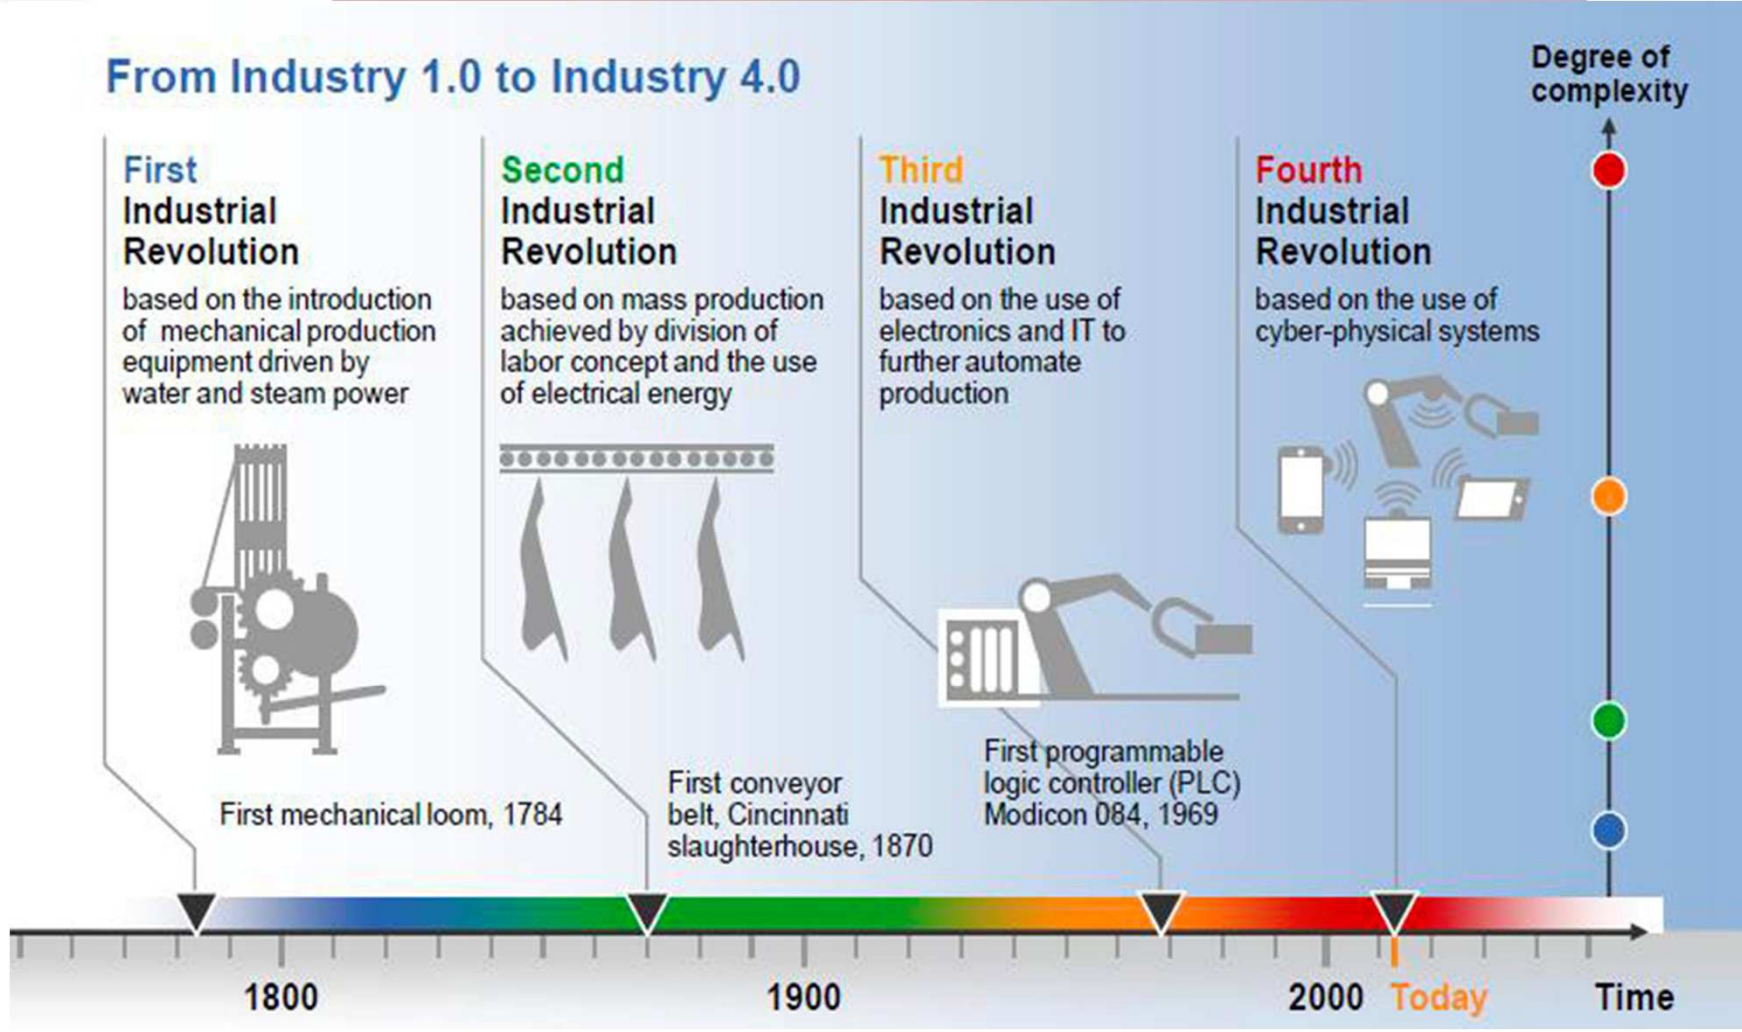 From Industry 1.0 to Industry 4.0
Degree of
complexity
First
Industrial
Revolution
based on the introduction
of mechanical production
equipment driven by
water and steam power
First mechanical loom, 1784
Second
Industrial
Revolution
based on mass production
achieved by division of
labor concept and the use
of electrical energy
First conveyor
belt, Cincinnati
slaughterhouse, 1870
Third
Industrial
Revolution
based on the use of
electronics and IT to
further automate
production
First programmable
logic controller (PLC)
Modicon 084, 1969
Fourth
Industrial
Revolution
based on the use of
cyber-physical systems
1800
1900
2000
Today
Time